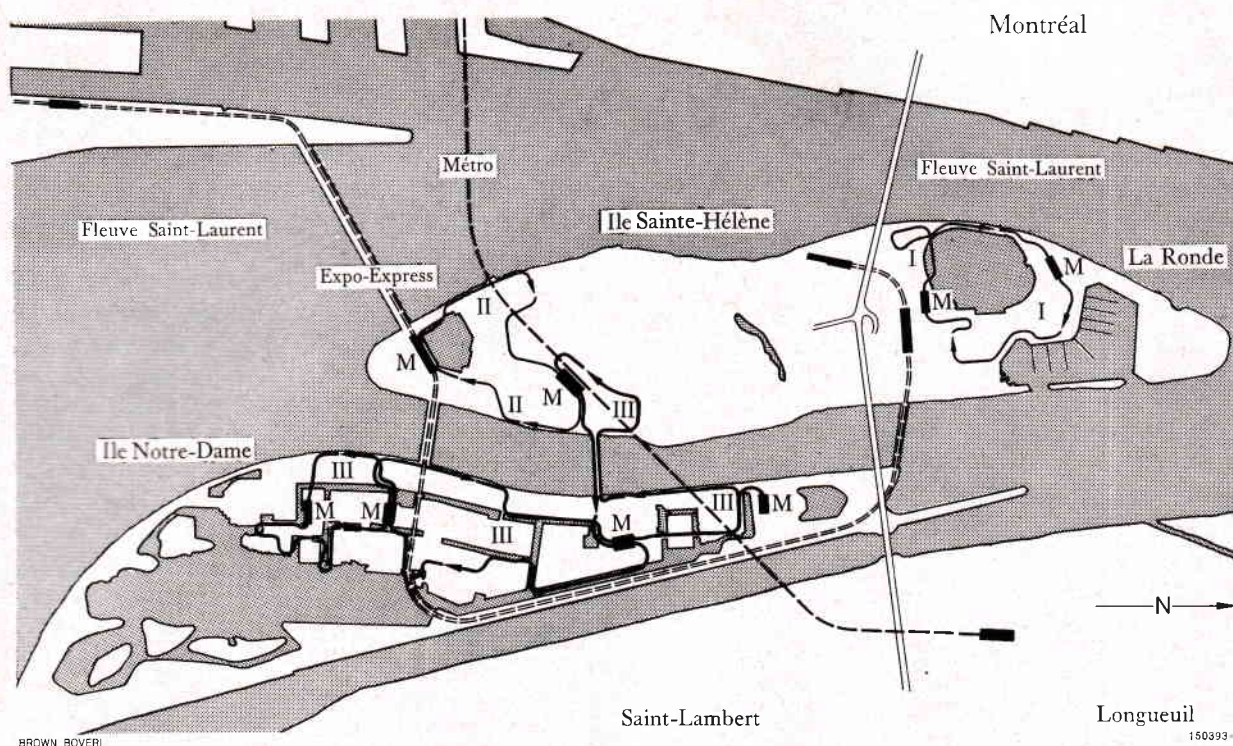 Montréal
Métro
Fleuve Saint-Laurent
Ile Sainte-Hélène
Fleuve Saint-Laurent
I
La Ronde
M
Expo-Express
II
M
I
M
M
II
III
Ile Notre-Dame
III
III
M
M
M
M
III
N
Saint-Lambert
Longueuil
BROWN BOVERI
150393